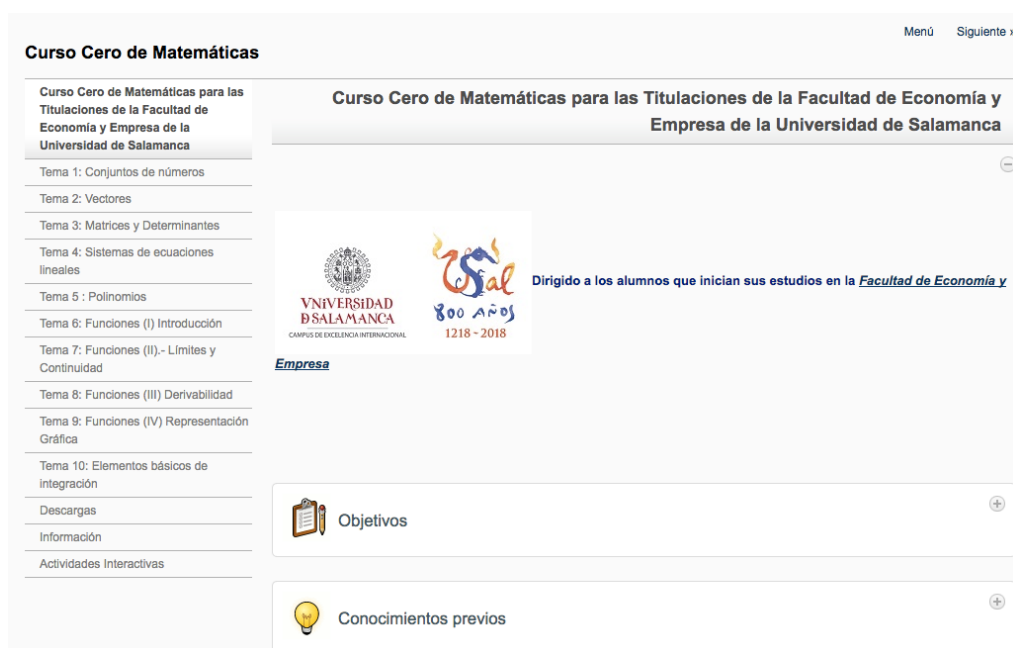 Menú Siguiente »
Curso Cero de Matemáticas
Curso Cero de Matemáticas para las
Titulaciones de la Facultad de
Economía y Empresa de la
Universidad de Salamanca
Tema 1: Conjuntos de números
Tema 2: Vectores
Tema 3: Matrices y Determinantes
Tema 4: Sistemas de ecuaciones
lineales
Tema 5 : Polinomios
Tema 6: Funciones (I) Introducción
Tema 7: Funciones (II).- Límites y
Continuidad
Tema 8: Funciones (III) Derivabilidad
Tema 9: Funciones (IV) Representación
Gráfica
Tema 10: Elementos básicos de
integración
Descargas
Información
Actividades Interactivas
Curso Cero de Matemáticas para las Titulaciones de la Facultad de Economía y
Empresa de la Universidad de Salamanca
VNiVERSiDAD
D SALAMANCA
CAMPUS DE EXCELENCIA INTERNACIONAL
USal
800 AÑOS
1218 - 2018
Dirigido a los alumnos que inician sus estudios en la Facultad de Economía y
Empresa
Objetivos
Conocimientos previos